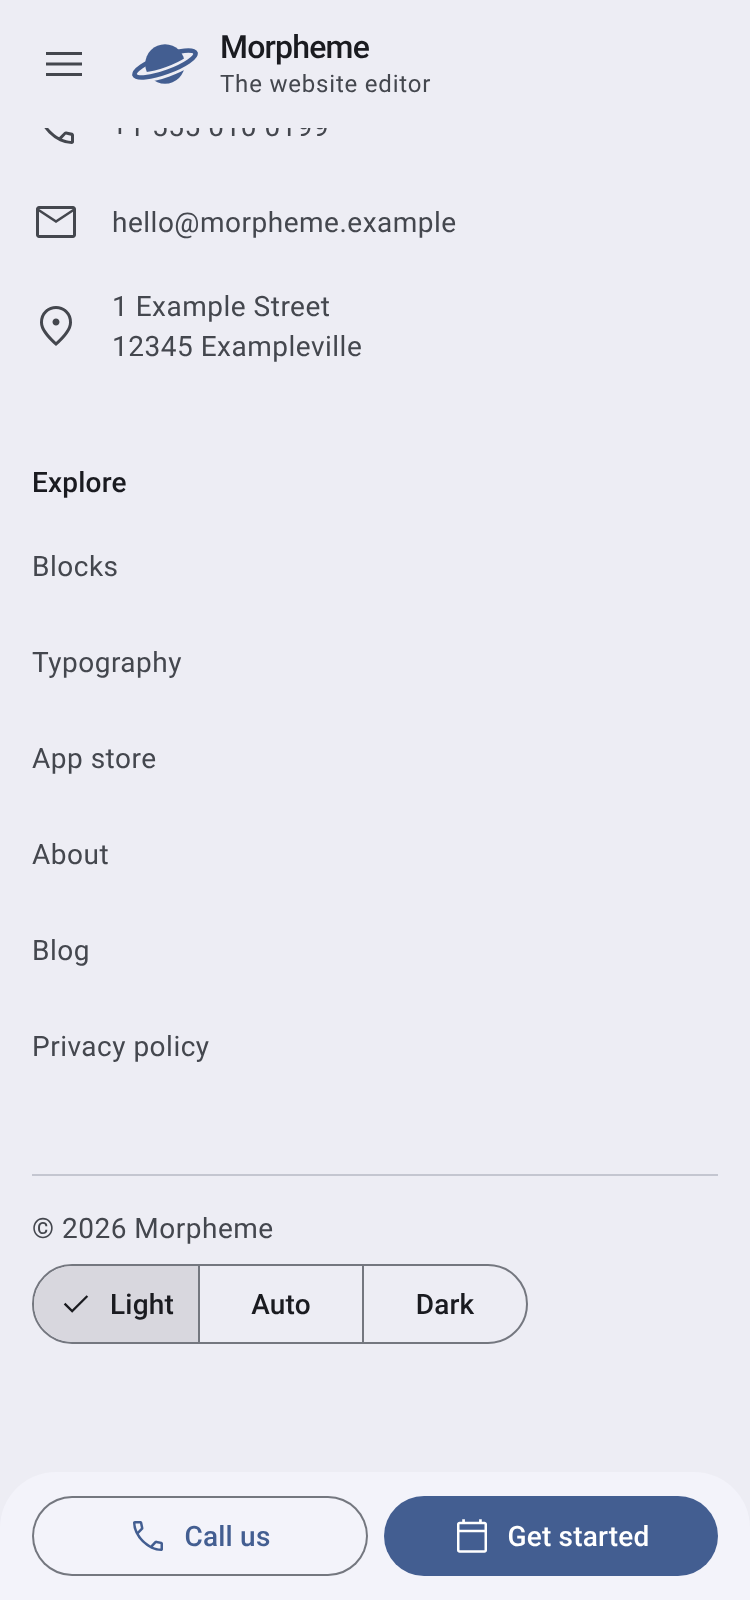 Morpheme
The website editor
hello@morpheme.example
1 Example Street
12345 Exampleville
Explore
Blocks
Typography
App store
About
Blog
Privacy policy
© 2026 Morpheme
Light
Auto
Dark
Call us
Get started